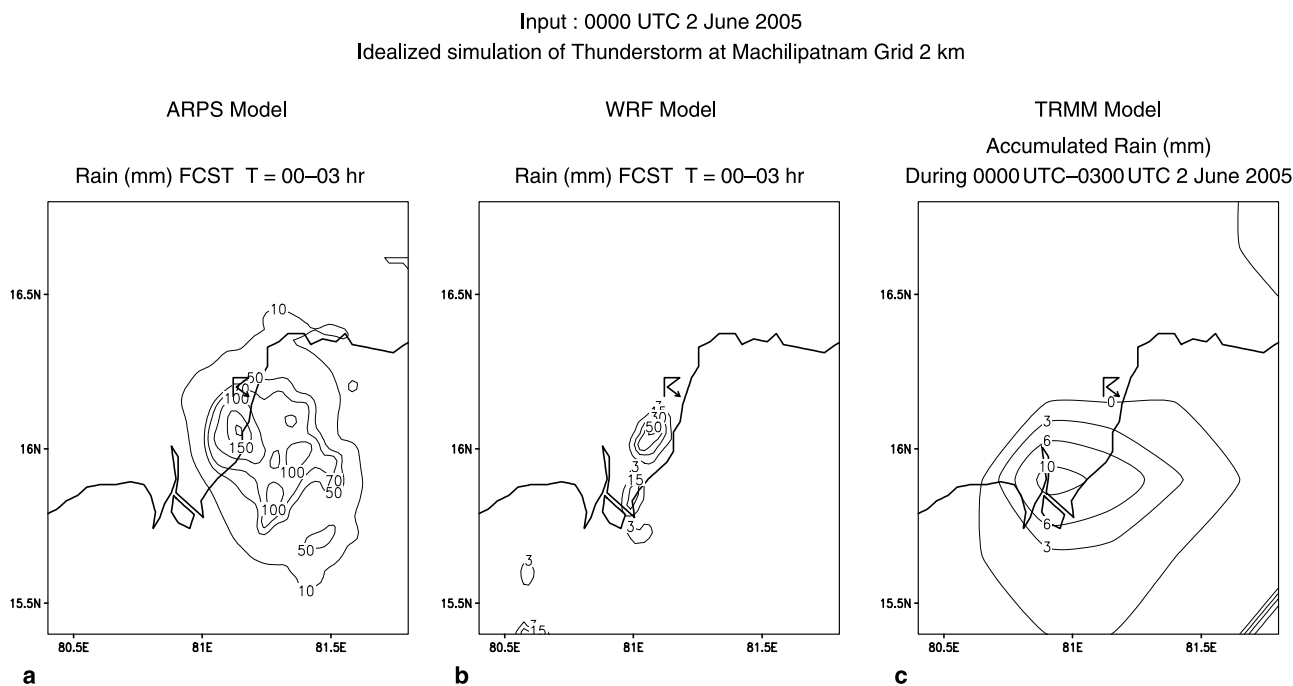 Input : 0000 UTC 2 June 2005
Idealized simulation of Thunderstorm at Machilipatnam Grid 2 km
ARPS Model
Rain (mm) FCST T = 00–03 hr
16.5N
16N
15.5N
80.5E
81E
81.5E
10
50
100
150
100
70
50
100
50
10
a
WRF Model
Rain (mm) FCST T = 00–03 hr
16.5N
16N
15.5N
80.5E
81E
81.5E
15
30
50
3
15
3
3
15
b
TRMM Model
Accumulated Rain (mm)
During 0000 UTC–0300 UTC 2 June 2005
16.5N
16N
15.5N
80.5E
81E
81.5E
0
3
6
10
6
3
c